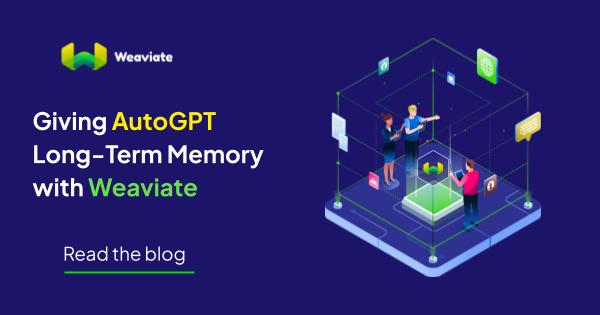 Weaviate
Giving AutoGPT
Long-Term Memory
with Weaviate
Read the blog